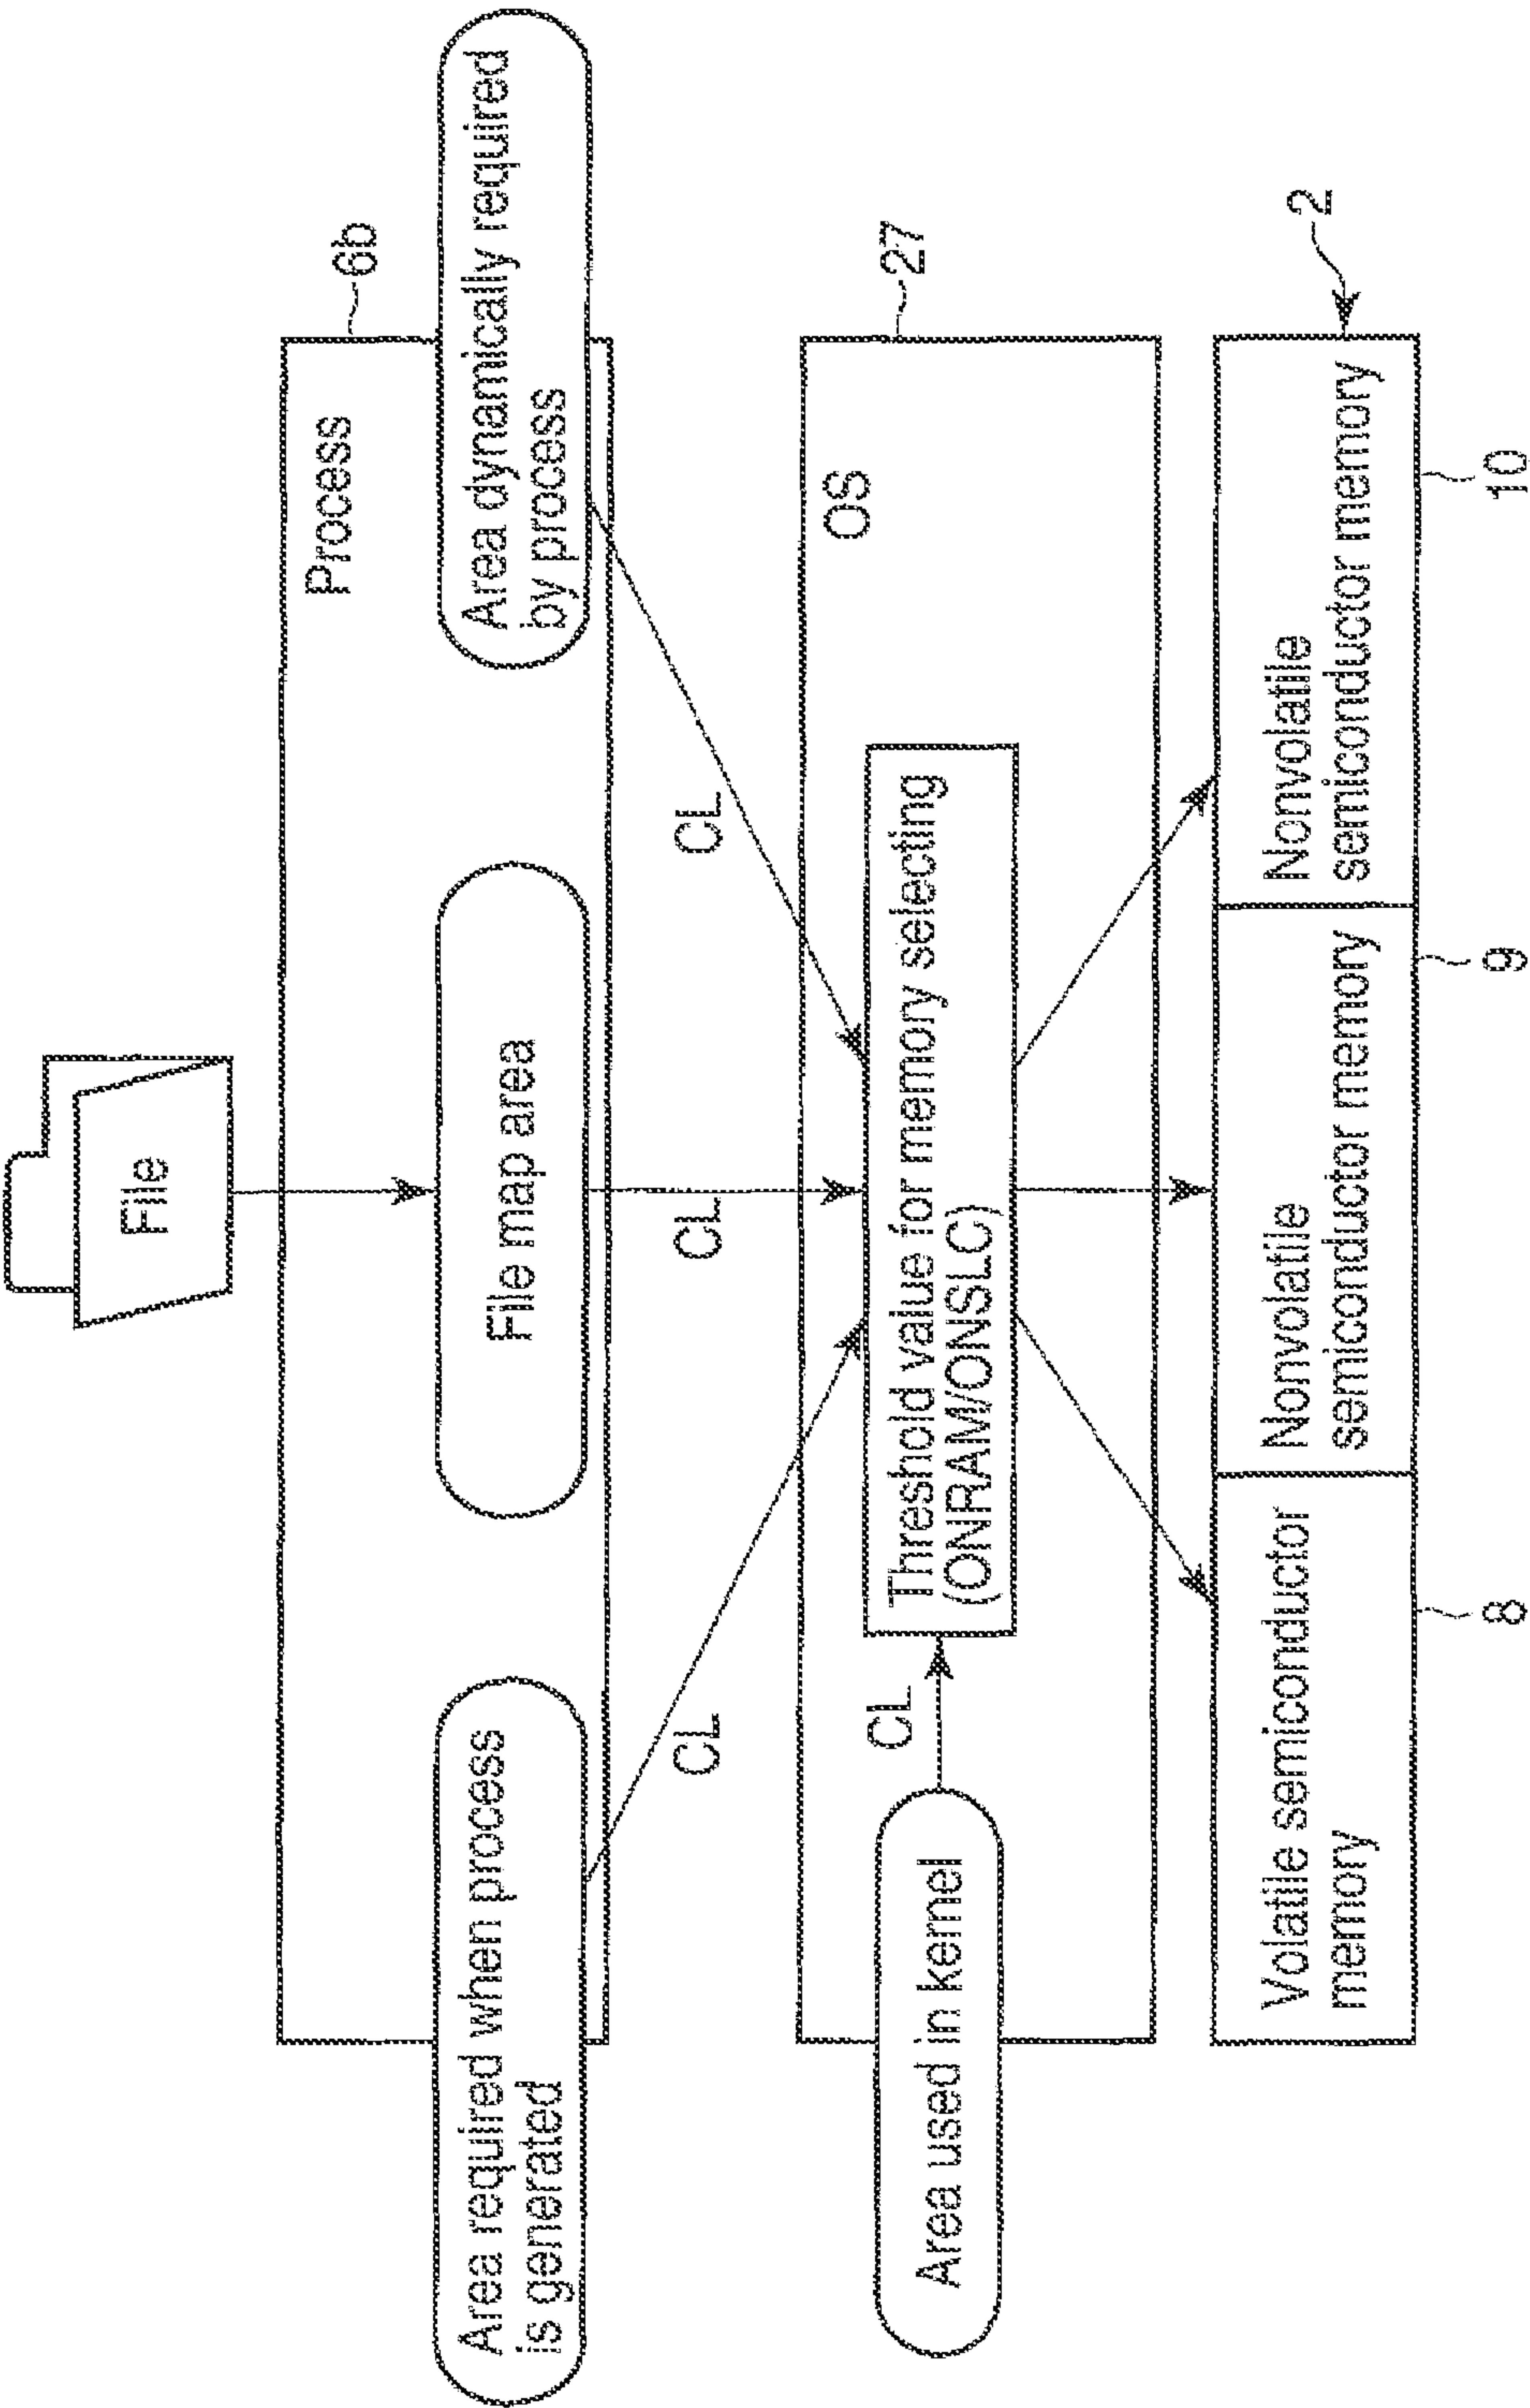 File
Process
6b
Area required when process
is generated
File map area
Area dynamically required
by process
CL
CL
CL
OS
27
Area used in kernel
CL
Threshold value for memory selecting
(ONRAM/ONSLC)
2
Volatile semiconductor
memory
Nonvolatile
semiconductor memory
Nonvolatile
semiconductor memory
8
9
10